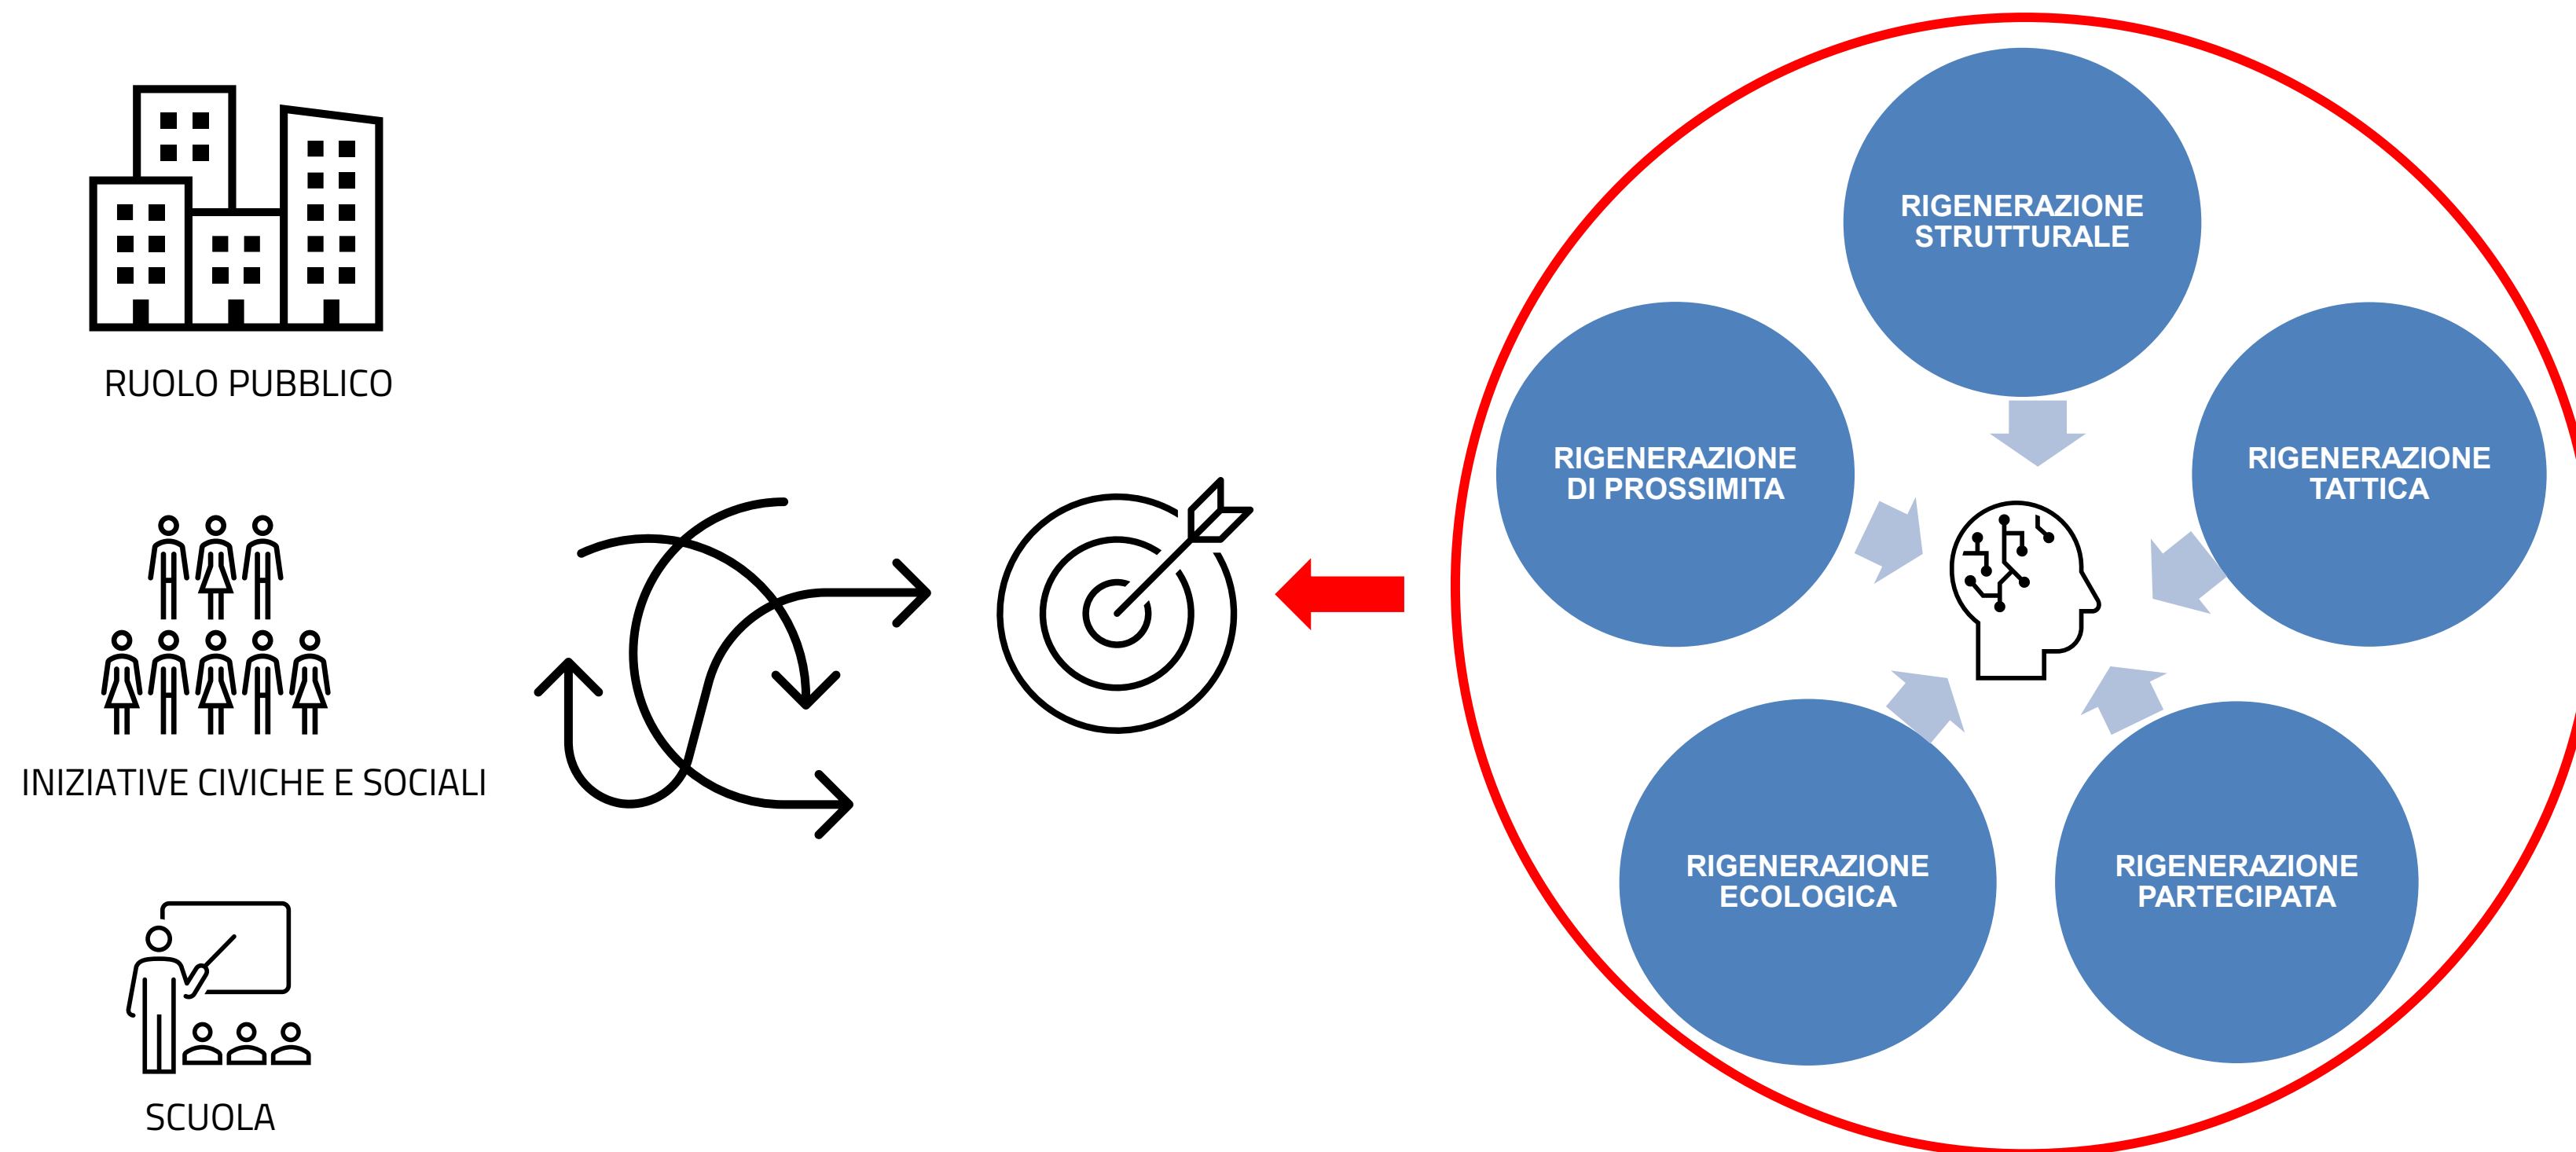 RUOLO PUBBLICO
INIZIATIVE CIVICHE E SOCIALI
SCUOLA
RIGENERAZIONE
STRUTTURALE
RIGENERAZIONE
DI PROSSIMITA
RIGENERAZIONE
TATTICA
RIGENERAZIONE
ECOLOGICA
RIGENERAZIONE
PARTECIPATA